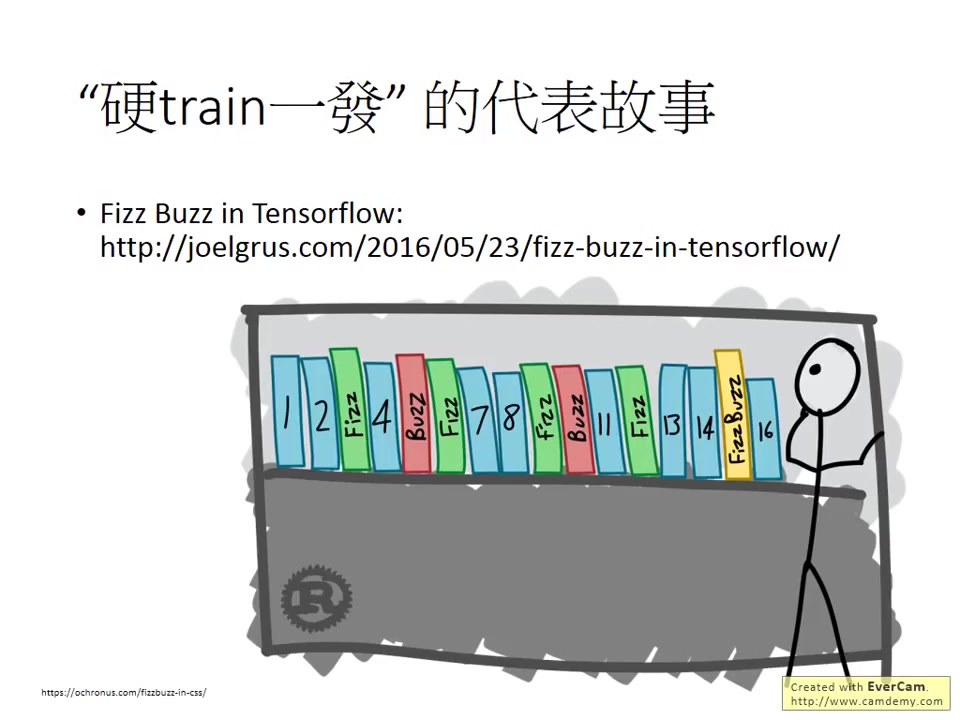 “硬train一發” 的代表故事
• Fizz Buzz in Tensorflow:
http://joelgrus.com/2016/05/23/fizz-buzz-in-tensorflow/
1 2 Fizz 4 Buzz Fizz 7 8 Fizz Buzz 11 Fizz 13 14 FizzBuzz 16
R
https://ochronus.com/fizzbuzz-in-css/
Created with EverCam.
http://www.camdemy.com